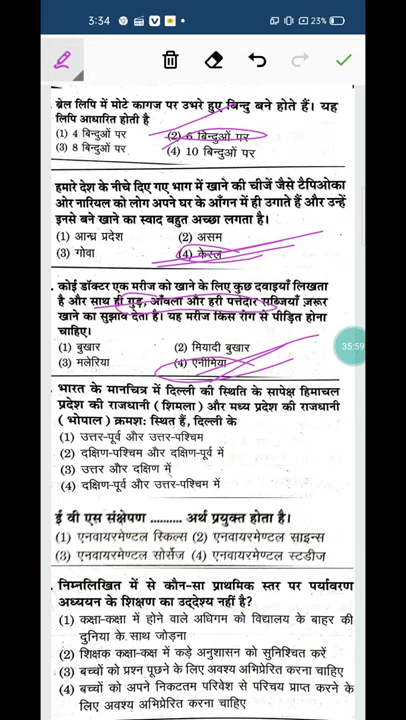 3:34
23%
ब्रेल लिपि में मोटे कागज पर उभरे हुए बिन्दु बने होते हैं। यह
लिपि आधारित होती है
(1) 4 बिन्दुओं पर (2) 6 बिन्दुओं पर
(3) 8 बिन्दुओं पर (4) 10 बिन्दुओं पर
हमारे देश के नीचे दिए गए भाग में खाने की चीजें जैसे टैपिओका
ओर नारियल को लोग अपने घर के आँगन में ही उगाते हैं और उन्हें
इनसे बने खाने का स्वाद बहुत अच्छा लगता है।
(1) आन्ध्र प्रदेश (2) असम
(3) गोवा (4) केरल
कोई डॉक्टर एक मरीज को खाने के लिए कुछ दवाइयाँ लिखता
है और साथ ही गुड़, आँवला और हरी पत्तेदार सब्जियाँ ज़रूर
खाने का सुझाव देता है। यह मरीज किस रोग से पीड़ित होना
चाहिए।
(1) बुखार (2) मियादी बुखार
(3) मलेरिया (4) एनीमिया
35:59
भारत के मानचित्र में दिल्ली की स्थिति के सापेक्ष हिमाचल
प्रदेश की राजधानी (शिमला) और मध्य प्रदेश की राजधानी
(भोपाल) क्रमशः स्थित हैं, दिल्ली के
(1) उत्तर-पूर्व और उत्तर-पश्चिम
(2) दक्षिण-पश्चिम और दक्षिण-पूर्व में
(3) उत्तर और दक्षिण में
(4) दक्षिण-पूर्व और उत्तर-पश्चिम में
ई वी एस संक्षेपण .......... अर्थ प्रयुक्त होता है।
(1) एनवायरमेण्टल स्किल्स (2) एनवायरमेण्टल साइन्स
(3) एनवायरमेण्टल सोर्सेज (4) एनवायरमेण्टल स्टडीज
निम्नलिखित में से कौन-सा प्राथमिक स्तर पर पर्यावरण
अध्ययन के शिक्षण का उद्देश्य नहीं है?
(1) कक्षा-कक्षा में होने वाले अधिगम को विद्यालय के बाहर की
दुनिया के साथ जोड़ना
(2) शिक्षक कक्षा-कक्ष में कड़े अनुशासन को सुनिश्चित करें
(3) बच्चों को प्रश्न पूछने के लिए अवश्य अभिप्रेरित करना चाहिए
(4) बच्चों को अपने निकटतम परिवेश से परिचय प्राप्त करने के
लिए अवश्य अभिप्रेरित करना चाहिए